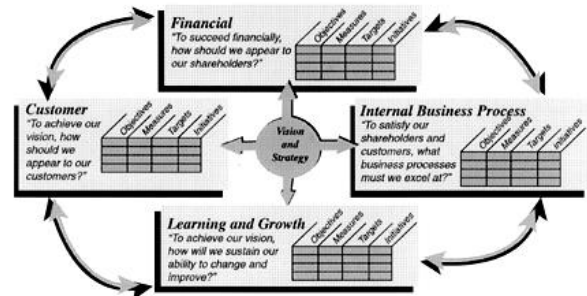 Financial
"To succeed financially,
how should we appear to
our shareholders?"
Objectives
Measures
Targets
Initiatives
Customer
"To achieve our
vision, how
should we
appear to our
customers?"
Objectives
Measures
Targets
Initiatives
Vision
and
Strategy
Internal Business Process
"To satisfy our
shareholders and
customers, what
business processes
must we excel at?"
Objectives
Measures
Targets
Initiatives
Learning and Growth
"To achieve our vision,
how will we sustain our
ability to change and
improve?"
Objectives
Measures
Targets
Initiatives